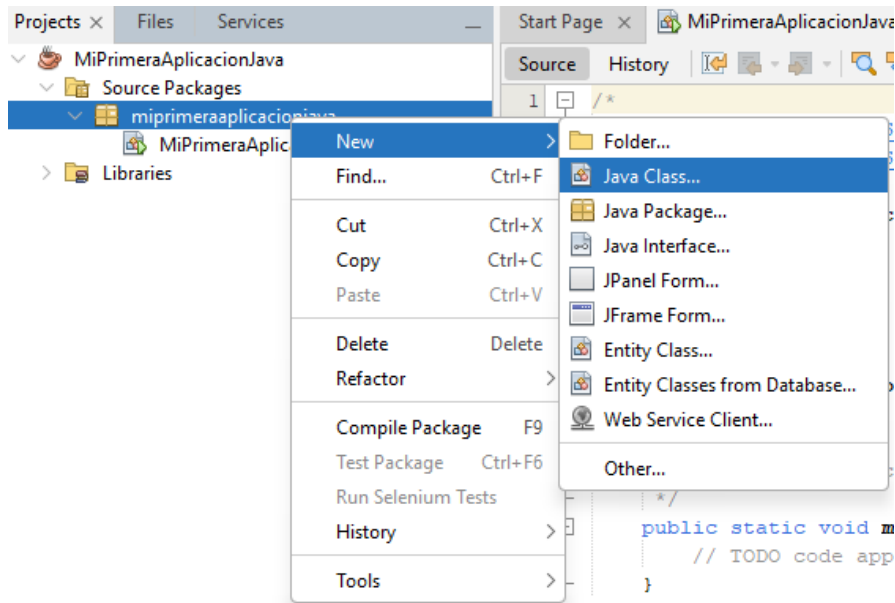 Projects × Files Services
Start Page × MiPrimeraAplicacionJava
MiPrimeraAplicacionJava
Source History
Source Packages
1 /*
miprimeraaplicacionjava
MiPrimeraAplic
Libraries
New
Find... Ctrl+F
Cut Ctrl+X
Copy Ctrl+C
Paste Ctrl+V
Delete Delete
Refactor
Compile Package F9
Test Package Ctrl+F6
Run Selenium Tests
History
Tools
Folder...
Java Class...
Java Package...
Java Interface...
JPanel Form...
JFrame Form...
Entity Class...
Entity Classes from Database...
Web Service Client...
Other...
*/
public static void m
// TODO code app
}